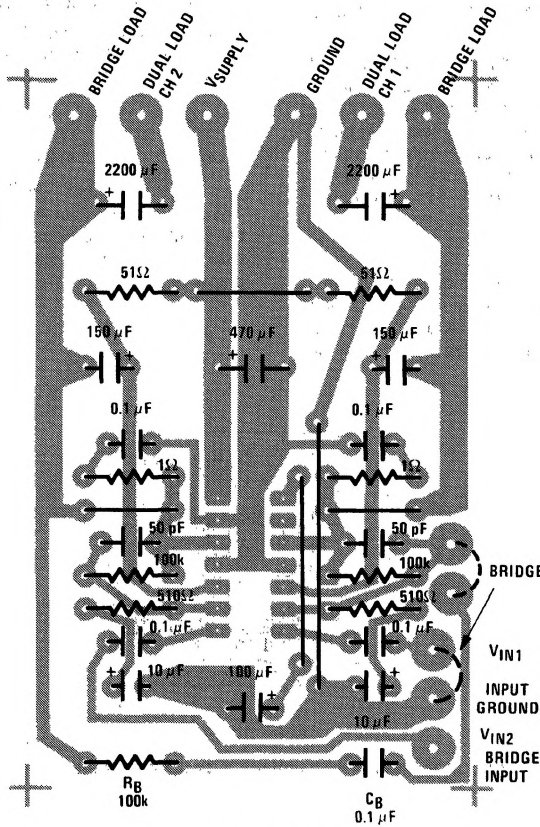 BRIDGE LOAD
DUAL LOAD
CH 2
VSUPPLY
GROUND
DUAL LOAD
CH 1
BRIDGE LOAD
2200 μF
+
2200 μF
+
51Ω
51Ω
150 μF
+
470 μF
+
150 μF
+
0.1 μF
0.1 μF
1Ω
1Ω
50 pF
50 pF
100k
100k
BRIDGE
510Ω
510Ω
0.1 μF
0.1 μF
VIN1
+
10 μF
100 μF
+
+
10 μF
INPUT
GROUND
VIN2
BRIDGE
INPUT
RB
100k
CB
0.1 μF